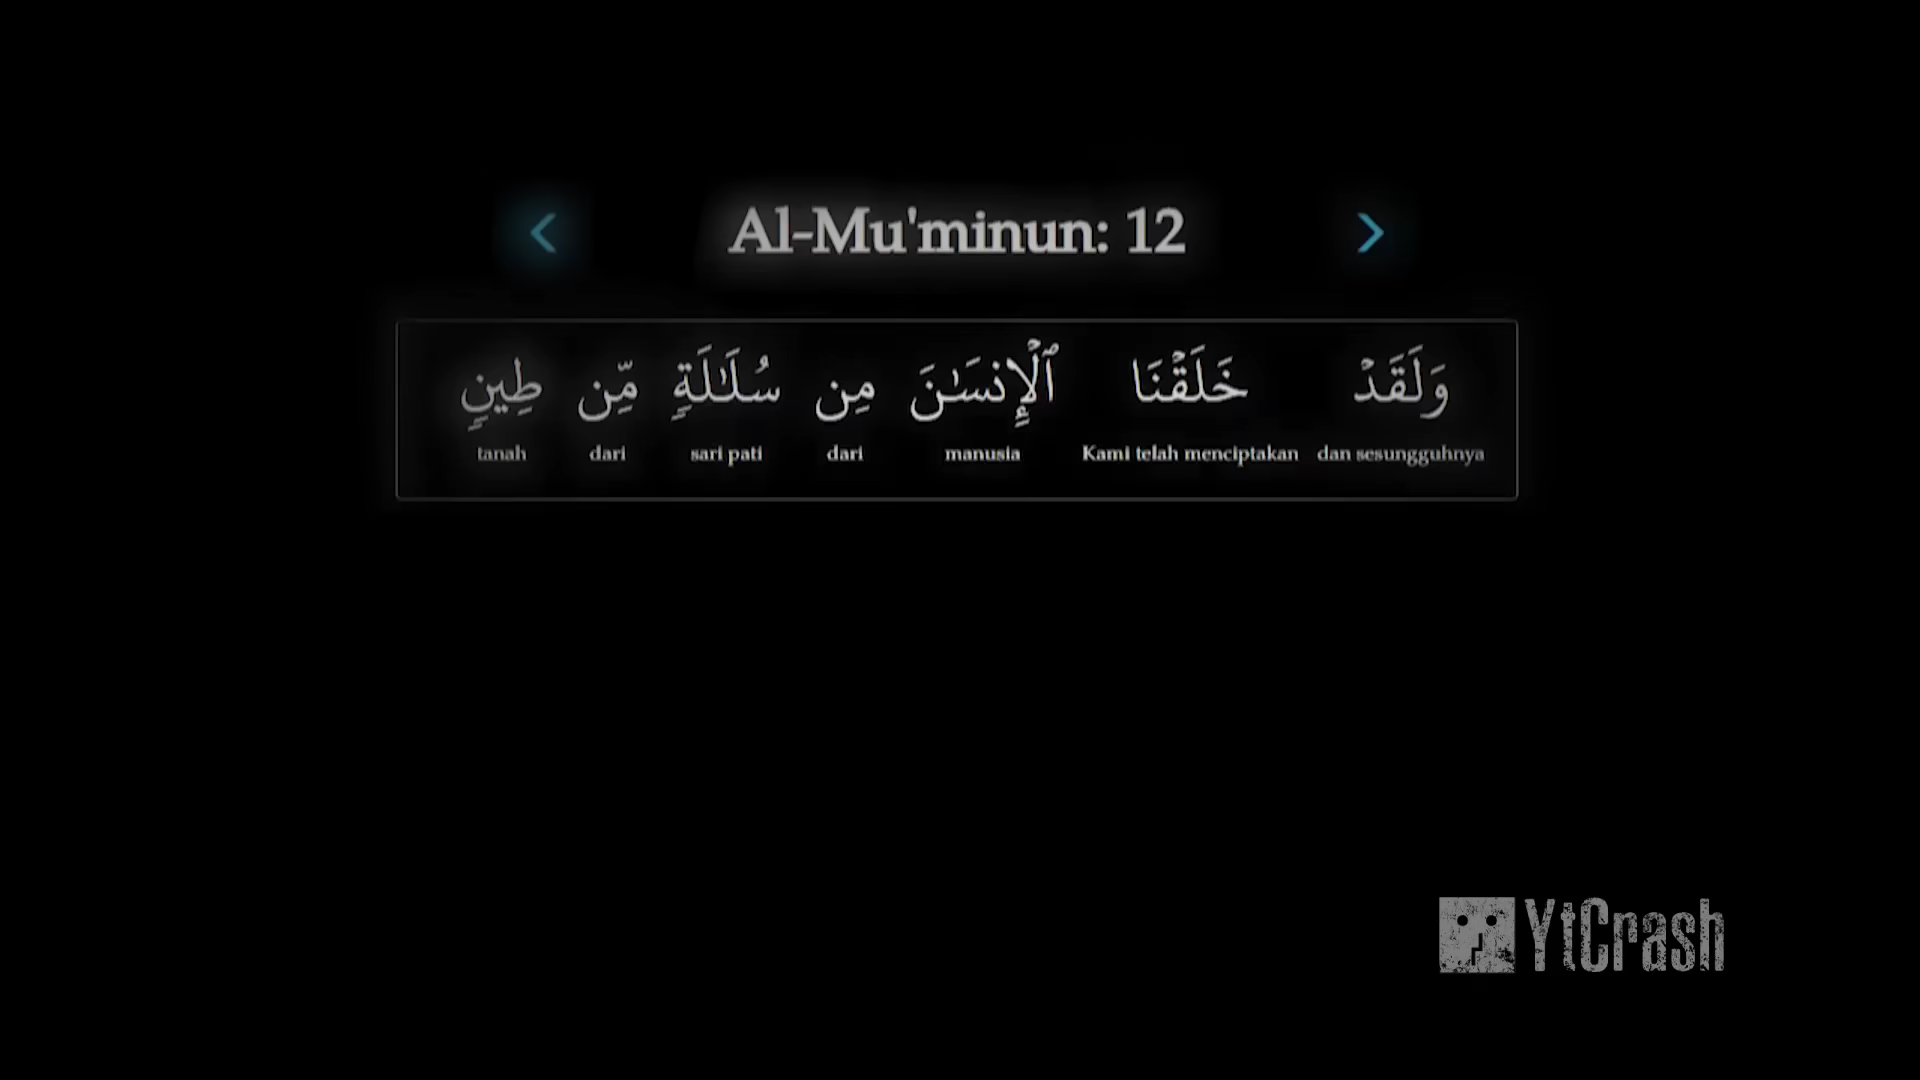 Al-Mu'minun: 12
وَلَقَدۡ خَلَقۡنَا ٱلۡإِنسَـٰنَ مِن سُلَـٰلَةٍ مِّن طِينٍ
dan sesungguhnya Kami telah menciptakan manusia dari sari pati dari tanah
YtCrash